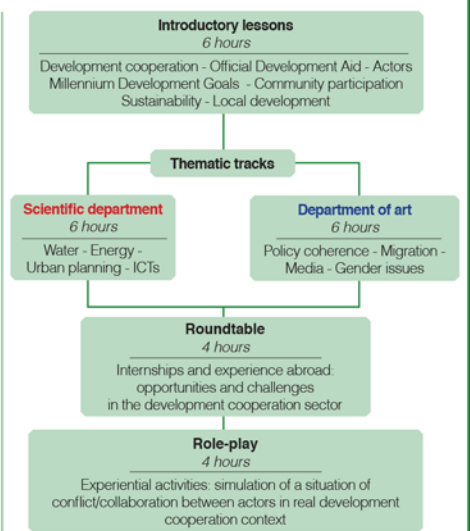 Introductory lessons
6 hours
Development cooperation - Official Development Aid - Actors
Millennium Development Goals - Community participation
Sustainability - Local development
Thematic tracks
Scientific department
6 hours
Water - Energy -
Urban planning - ICTs
Department of art
6 hours
Policy coherence - Migration -
Media - Gender issues
Roundtable
4 hours
Internships and experience abroad:
opportunities and challenges
in the development cooperation sector
Role-play
4 hours
Experiential activities: simulation of a situation of
conflict/collaboration between actors in real development
cooperation context